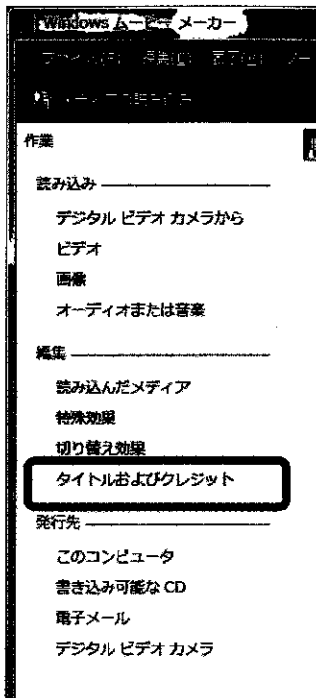 Windows ムービー メーカー
作業
読み込み
デジタル ビデオ カメラから
ビデオ
画像
オーディオまたは音楽
編集
読み込んだメディア
特殊効果
切り替え効果
タイトルおよびクレジット
発行先
このコンピュータ
書き込み可能な CD
電子メール
デジタル ビデオ カメラ